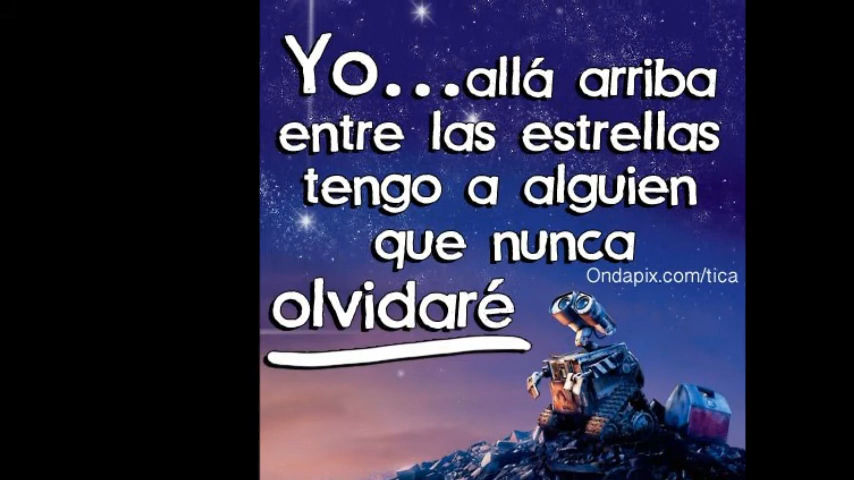 Yo...allá arriba
entre las estrellas
tengo a alguien
que nunca
Ondapix.com/tica
olvidaré